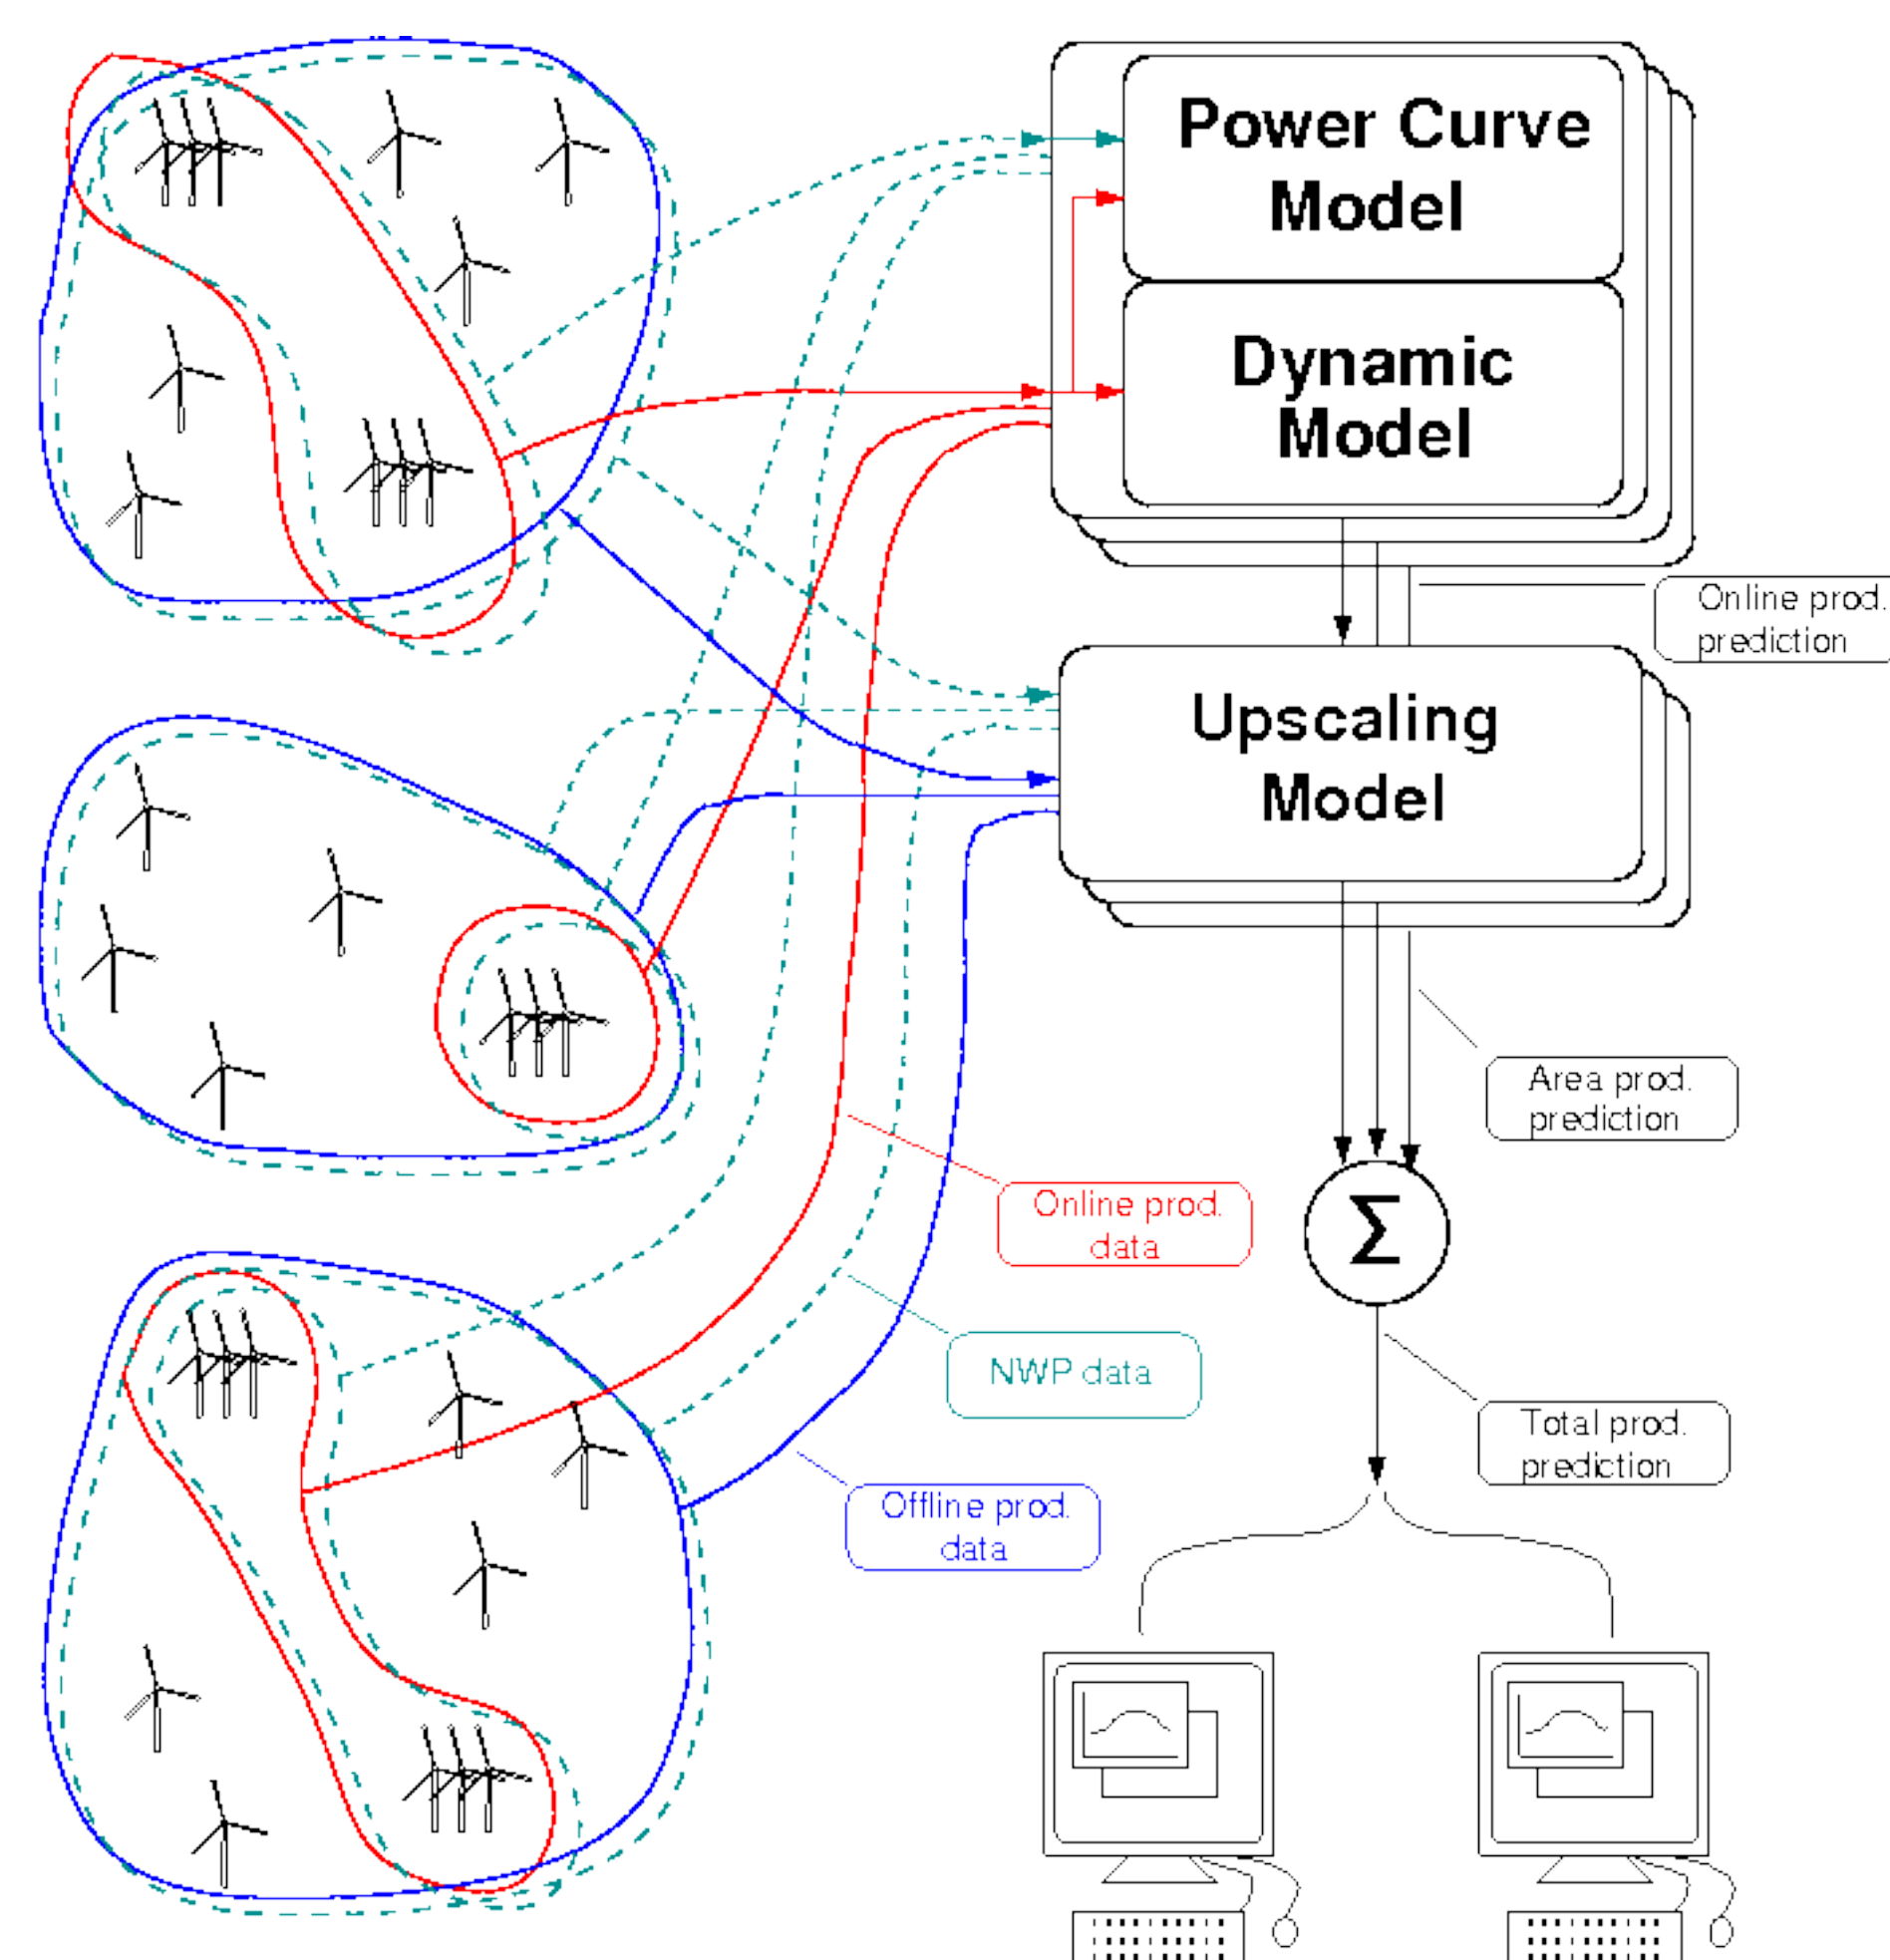 Power Curve
Model
Dynamic
Model
Online prod.
prediction
Upscaling
Model
Area prod.
prediction
Online prod.
data
Σ
NWP data
Total prod.
prediction
Offline prod.
data